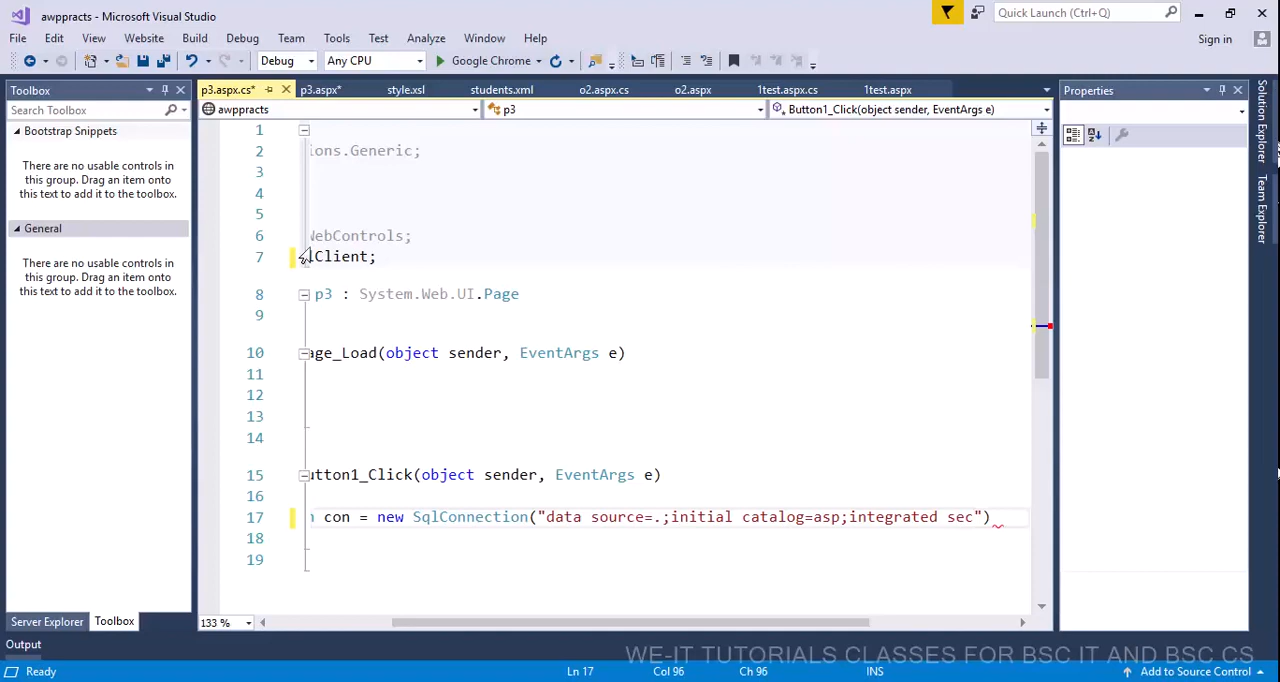 awppracts - Microsoft Visual Studio
Quick Launch (Ctrl+Q)
File Edit View Website Build Debug Team Tools Test Analyze Window Help
Sign in
Debug Any CPU Google Chrome
Toolbox
p3.aspx.cs* p3.aspx* style.xsl students.xml o2.aspx.cs o2.aspx 1test.aspx.cs 1test.aspx
Properties
Search Toolbox
awppracts p3 Button1_Click(object sender, EventArgs e)
Bootstrap Snippets
There are no usable controls in
this group. Drag an item onto
this text to add it to the toolbox.
General
There are no usable controls in
this group. Drag an item onto
this text to add it to the toolbox.
1
2 ions.Generic;
3
4
5
6 WebControls;
7 lClient;
8 p3 : System.Web.UI.Page
9
10 age_Load(object sender, EventArgs e)
11
12
13
14
15 utton1_Click(object sender, EventArgs e)
16
17 n con = new SqlConnection("data source=.;initial catalog=asp;integrated sec")
18
19
Solution Explorer
Team Explorer
Server Explorer Toolbox
133 %
Output
WE-IT TUTORIALS CLASSES FOR BSC IT AND BSC CS
Ready Ln 17 Col 96 Ch 96 INS Add to Source Control